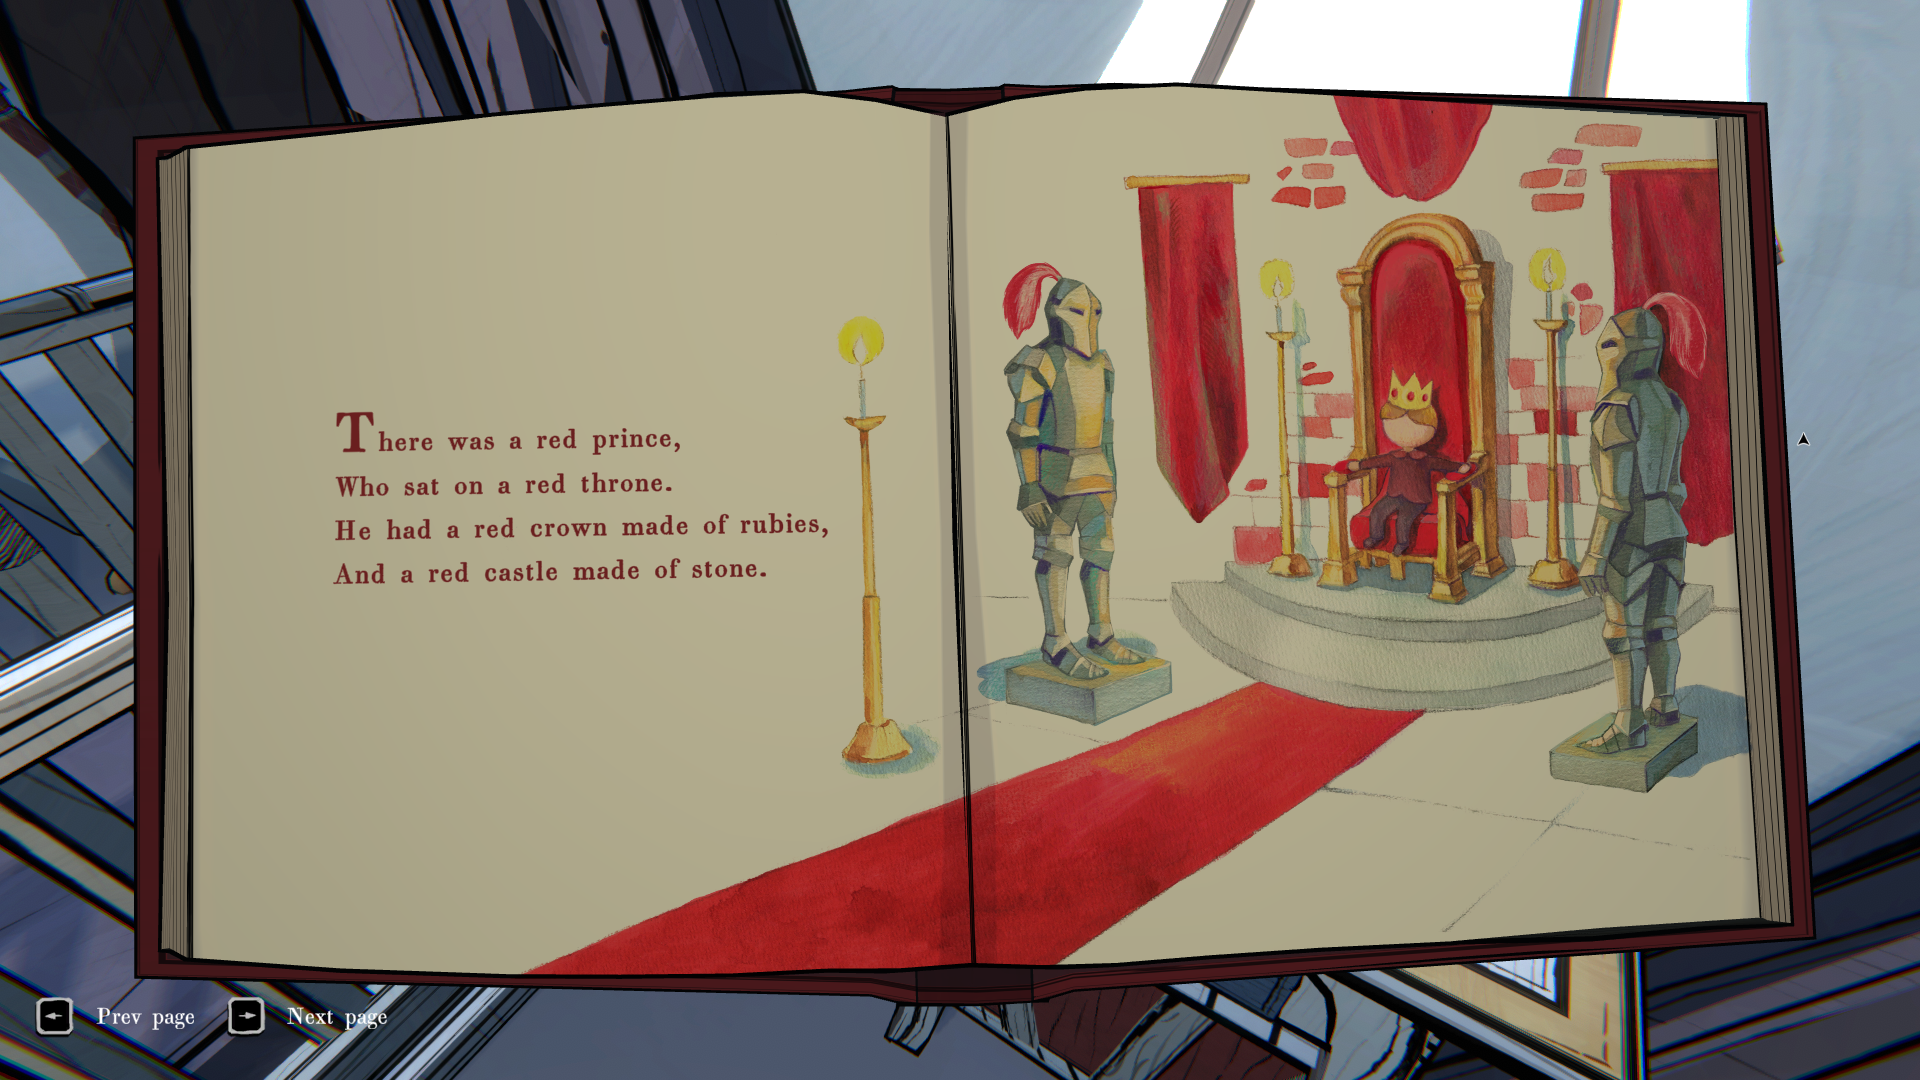 There was a red prince,
Who sat on a red throne.
He had a red crown made of rubies,
And a red castle made of stone.
Prev page
Next page